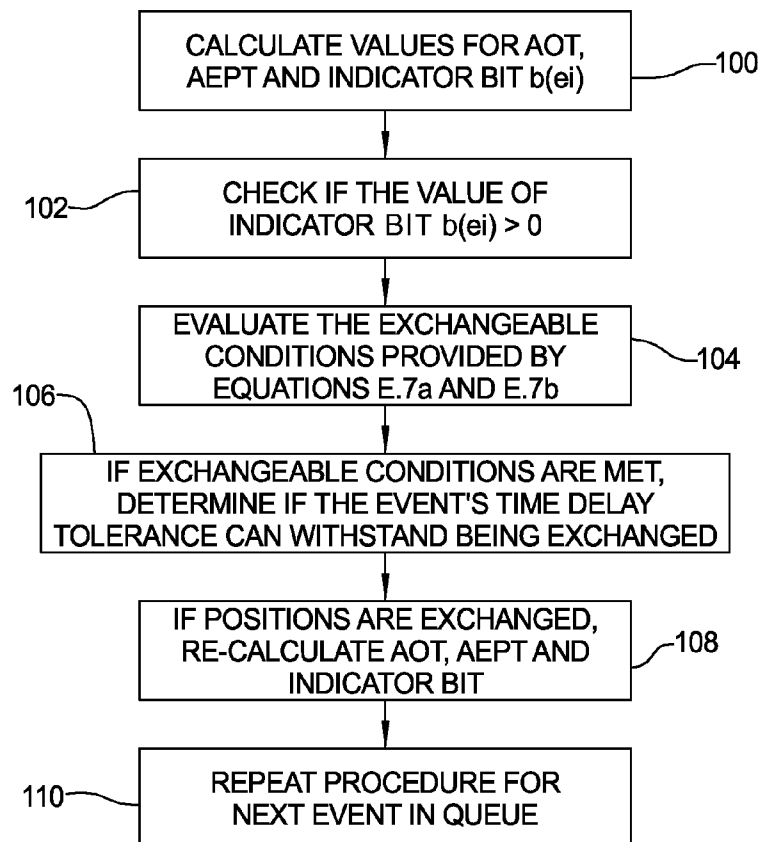 CALCULATE VALUES FOR AOT,
AEPT AND INDICATOR BIT b(ei)
100
102
CHECK IF THE VALUE OF
INDICATOR BIT b(ei) > 0
EVALUATE THE EXCHANGEABLE
CONDITIONS PROVIDED BY
EQUATIONS E.7a AND E.7b
104
106
IF EXCHANGEABLE CONDITIONS ARE MET,
DETERMINE IF THE EVENT'S TIME DELAY
TOLERANCE CAN WITHSTAND BEING EXCHANGED
IF POSITIONS ARE EXCHANGED,
RE-CALCULATE AOT, AEPT AND
INDICATOR BIT
108
110
REPEAT PROCEDURE FOR
NEXT EVENT IN QUEUE